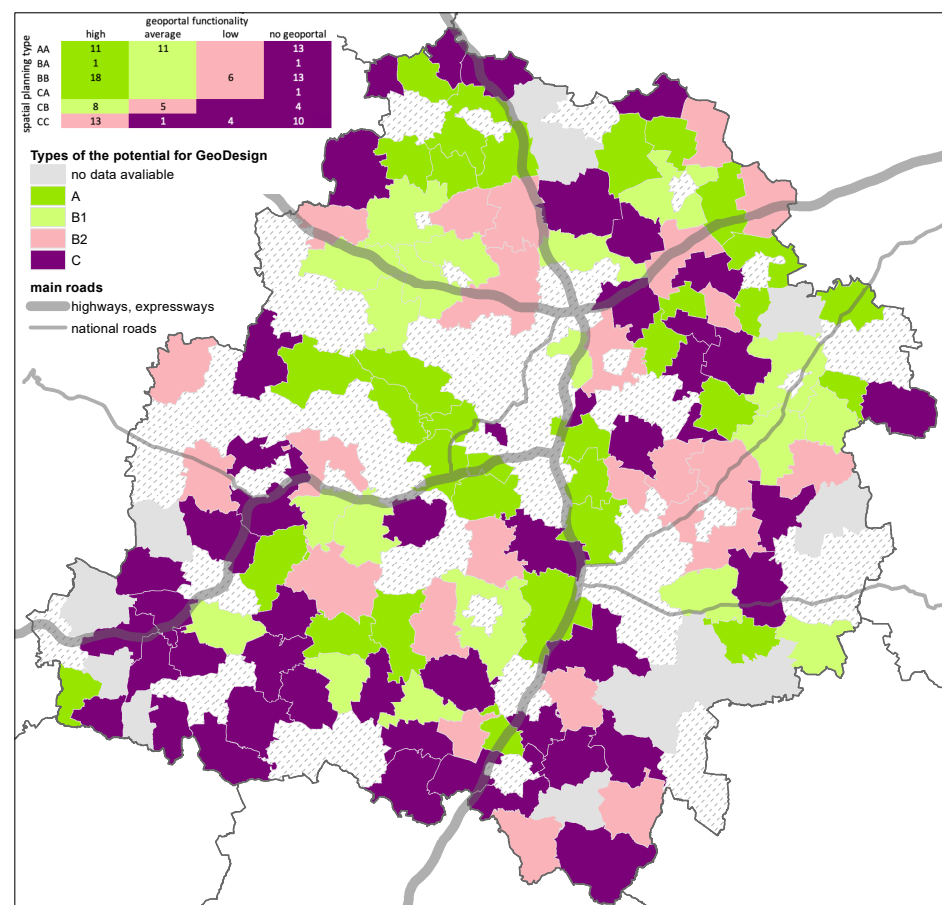 geoportal functionality
high average low no geoportal
spatial planning type
AA 11 11 13
BA 1 1
BB 18 6 13
CA 1
CB 8 5 4
CC 13 1 4 10
Types of the potential for GeoDesign
no data avaliable
A
B1
B2
C
main roads
highways, expressways
national roads